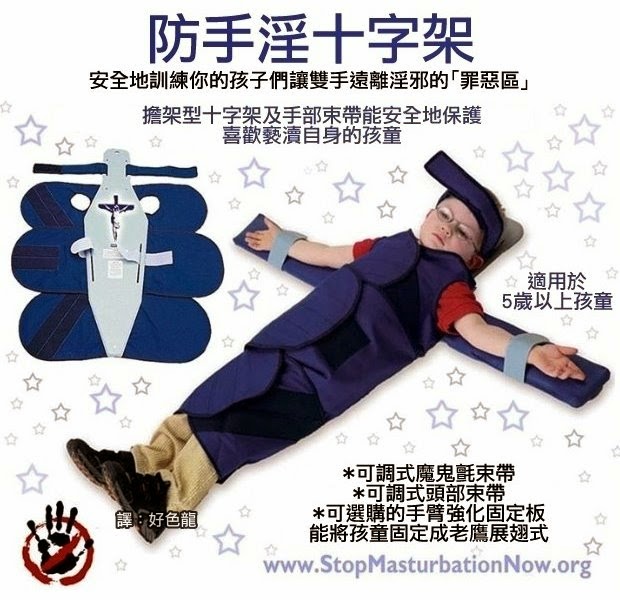 防手淫十字架
安全地訓練你的孩子們讓雙手遠離淫邪的「罪惡區」
擔架型十字架及手部束帶能安全地保護
喜歡褻瀆自身的孩童
適用於
5歲以上孩童
*可調式魔鬼氈束帶
*可調式頭部束帶
*可選購的手臂強化固定板
能將孩童固定成老鷹展翅式
譯：好色龍
www.StopMasturbationNow.org